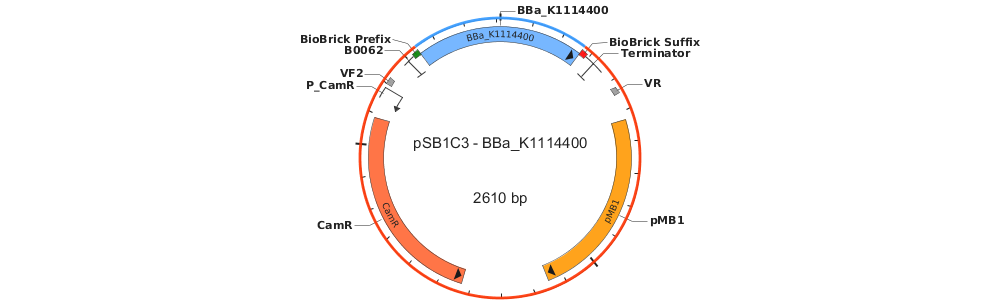 BBa_K1114400
BBa_K1114400
BioBrick Prefix
B0062
BioBrick Suffix
Terminator
VF2
P_CamR
VR
pSB1C3 - BBa_K1114400
2610 bp
CamR
CamR
pMB1
pMB1